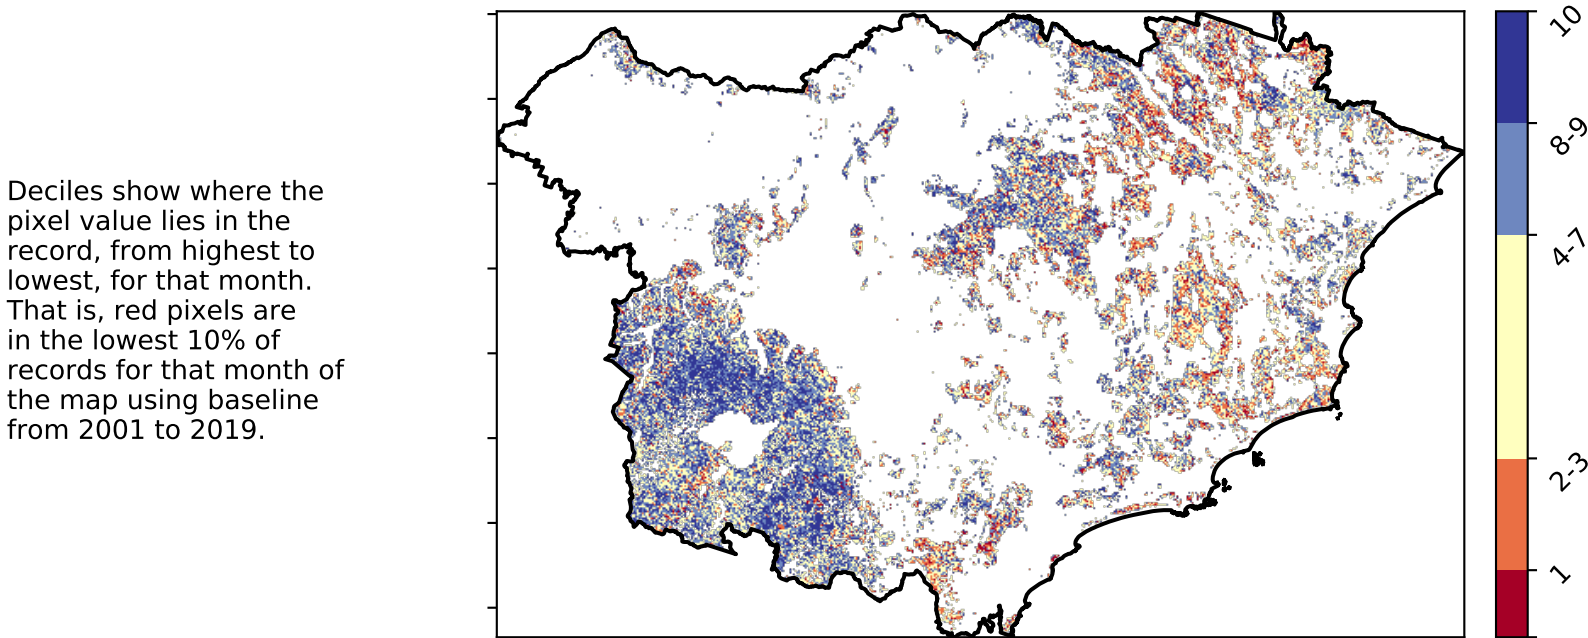 Deciles show where the
pixel value lies in the
record, from highest to
lowest, for that month.
That is, red pixels are
in the lowest 10% of
records for that month of
the map using baseline
from 2001 to 2019.
10
8-9
4-7
2-3
1